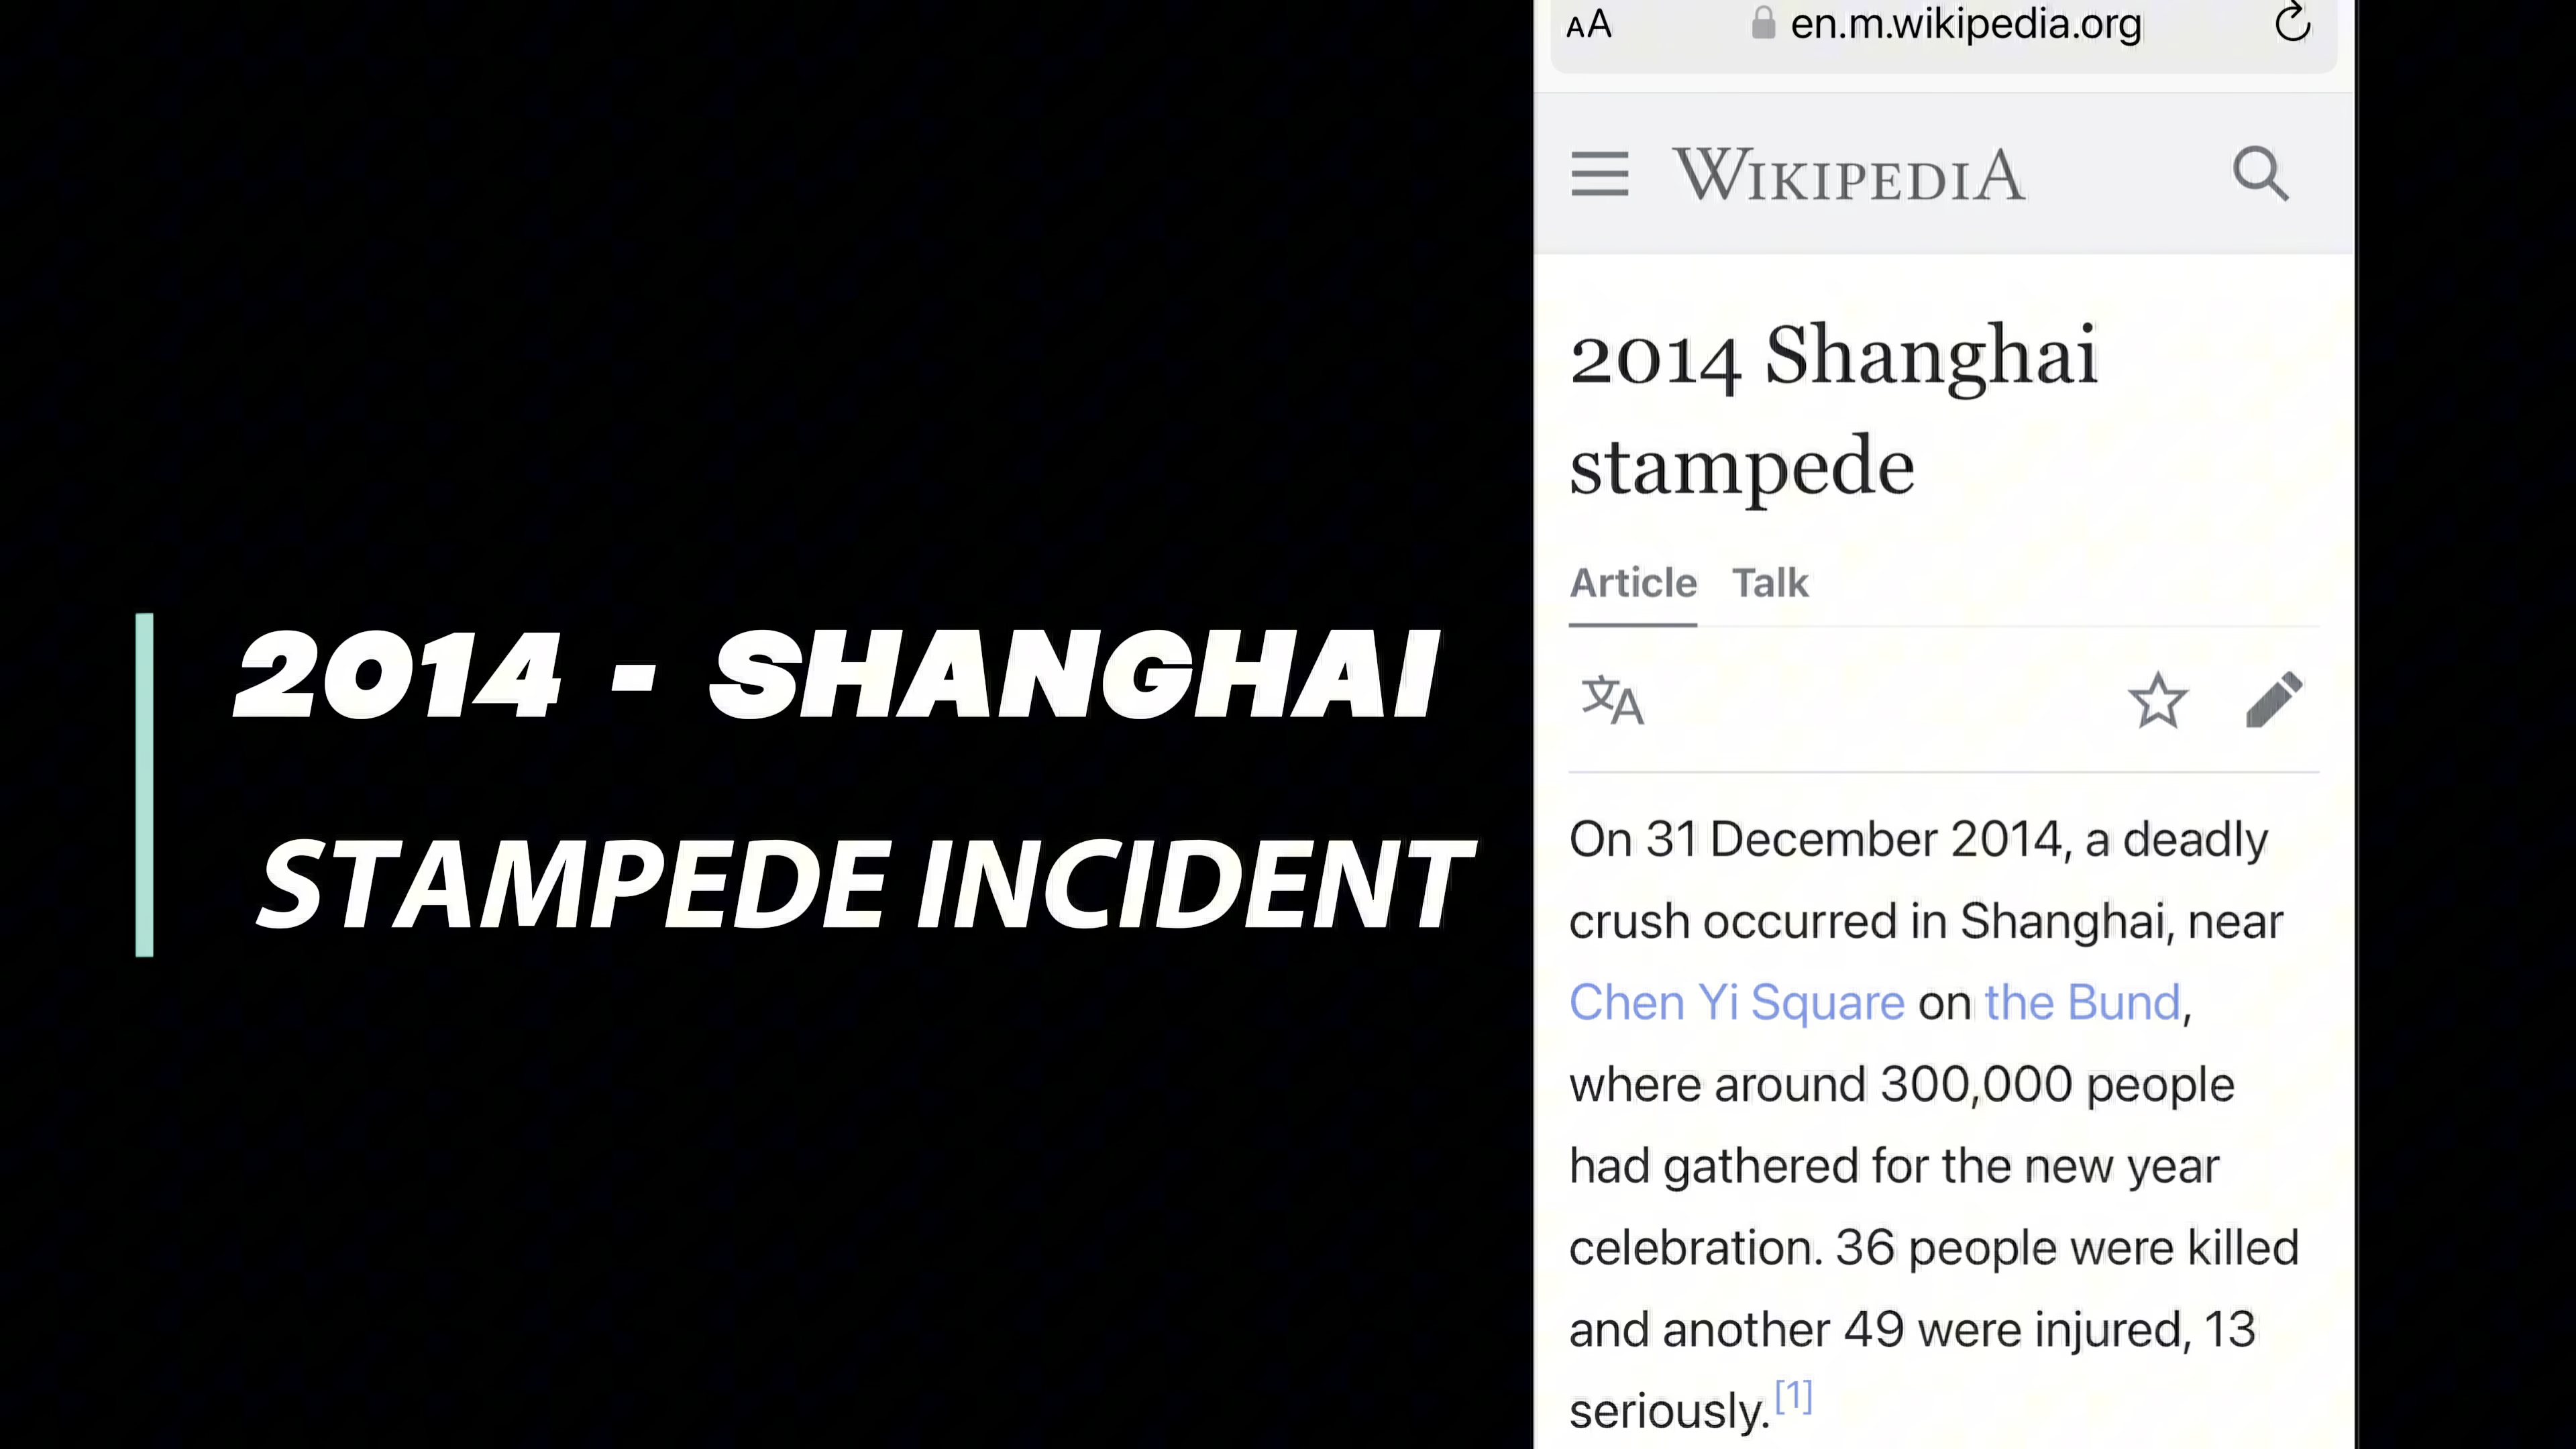 2014 - SHANGHAI
STAMPEDE INCIDENT
AA en.m.wikipedia.org
WIKIPEDIA
2014 Shanghai
stampede
Article Talk
文A
On 31 December 2014, a deadly
crush occurred in Shanghai, near
Chen Yi Square on the Bund,
where around 300,000 people
had gathered for the new year
celebration. 36 people were killed
and another 49 were injured, 13
seriously.[1]